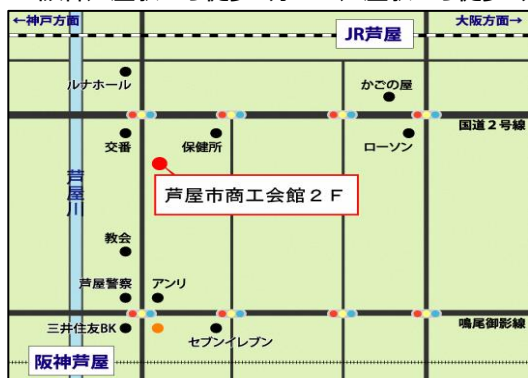 ←神戸方面
大阪方面→
JR芦屋
ルナホール
かごの屋
国道2号線
交番
保健所
ローソン
芦屋川
芦屋市商工会館2F
教会
芦屋警察
アンリ
鳴尾御影線
三井住友BK
セブンイレブン
阪神芦屋